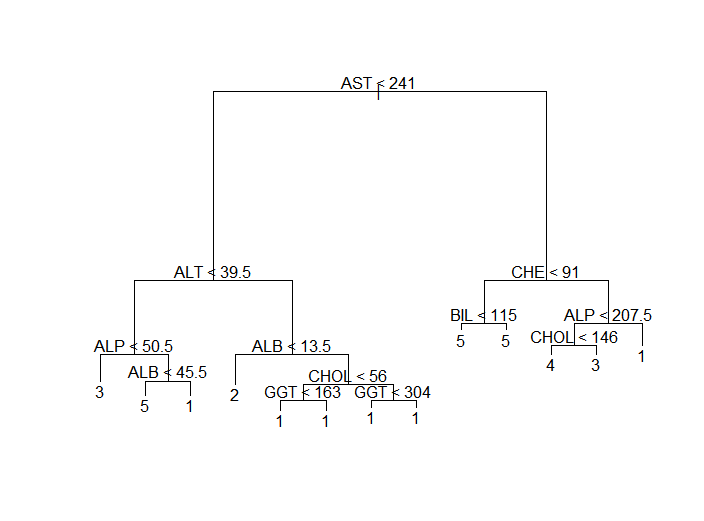 AST < 241
ALT < 39.5
CHE < 91
BIL < 115
ALP < 207.5
5
5
CHOL < 146
4
3
1
ALP < 50.5
ALB < 13.5
3
ALB < 45.5
5
1
2
CHOL < 56
GGT < 163
GGT < 304
1
1
1
1